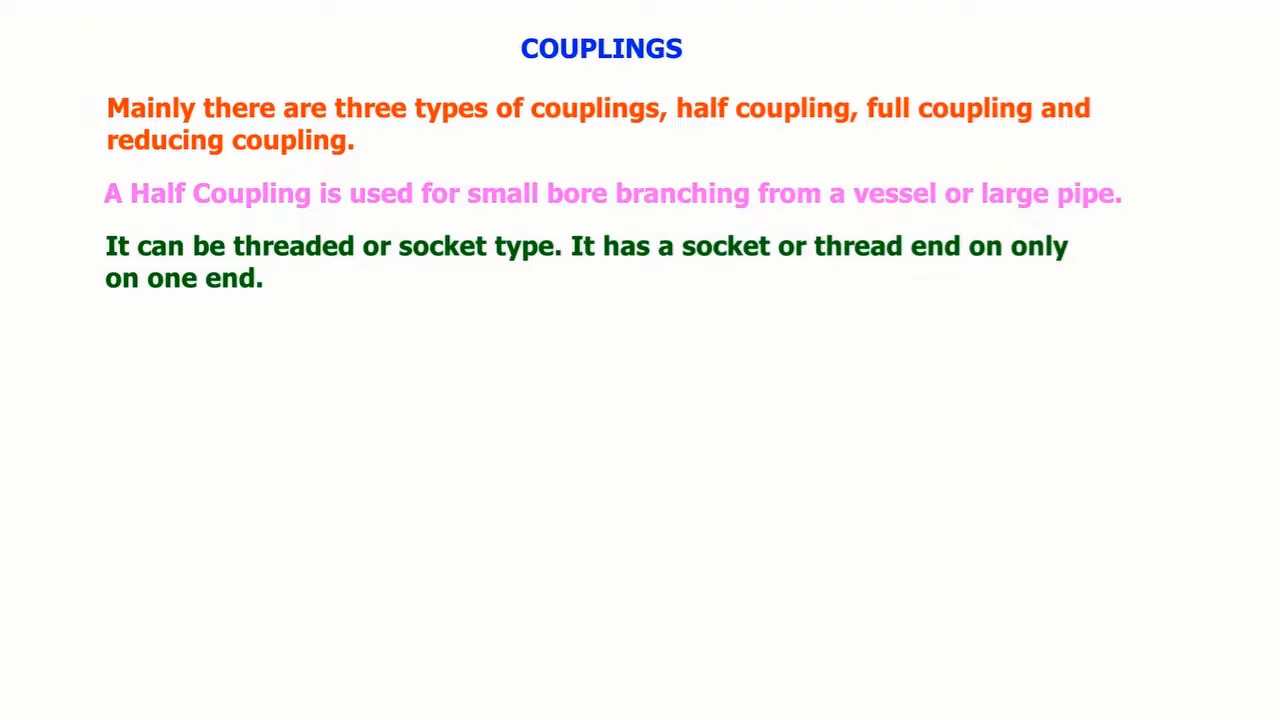 COUPLINGS
Mainly there are three types of couplings, half coupling, full coupling and
reducing coupling.
A Half Coupling is used for small bore branching from a vessel or large pipe.
It can be threaded or socket type. It has a socket or thread end on only
on one end.